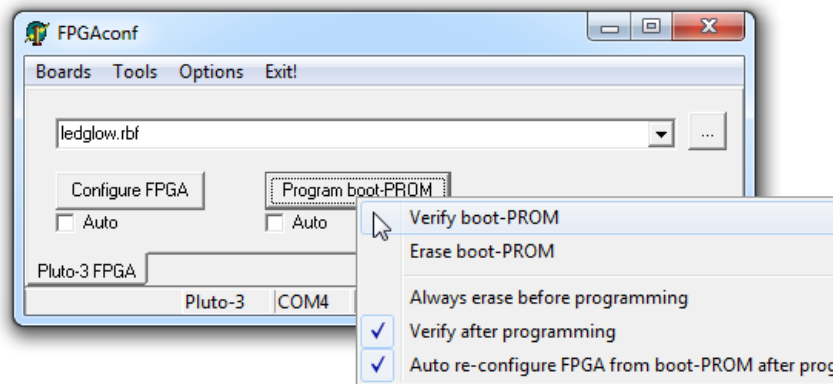 FPGAconf
Boards Tools Options Exit!
ledglow.rbf
...
Configure FPGA Program boot-PROM
Auto Auto
Verify boot-PROM
Erase boot-PROM
Pluto-3 FPGA
Pluto-3 COM4
Always erase before programming
Verify after programming
Auto re-configure FPGA from boot-PROM after prog